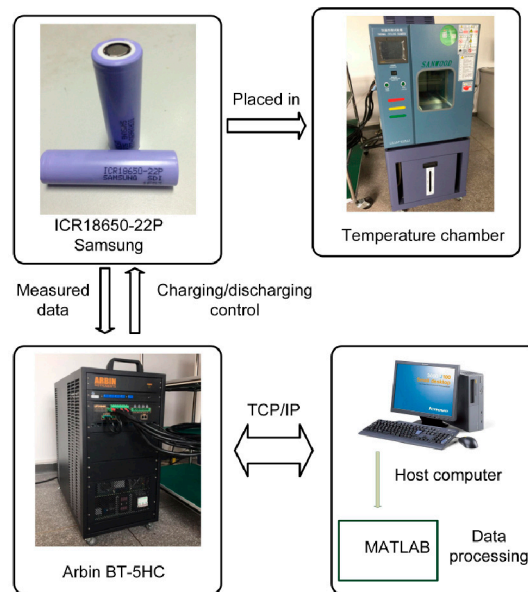 ICR18650-22P
SAMSUNG SDI
Placed in
SANWOOD
ICR18650-22P
Samsung
Temperature chamber
Measured
data
Charging/discharging
control
ARBIN
TCP/IP
Lenovo
Host computer
MATLAB
Data
processing
Arbin BT-5HC